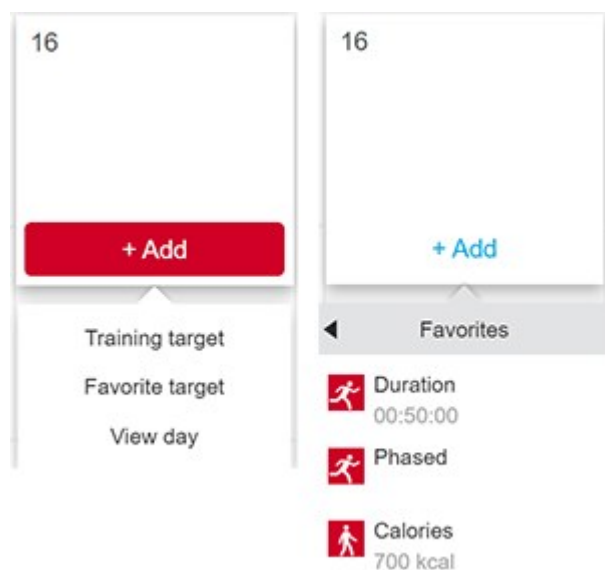 16
+ Add
Training target
Favorite target
View day
16
+ Add
Favorites
Duration
00:50:00
Phased
Calories
700 kcal